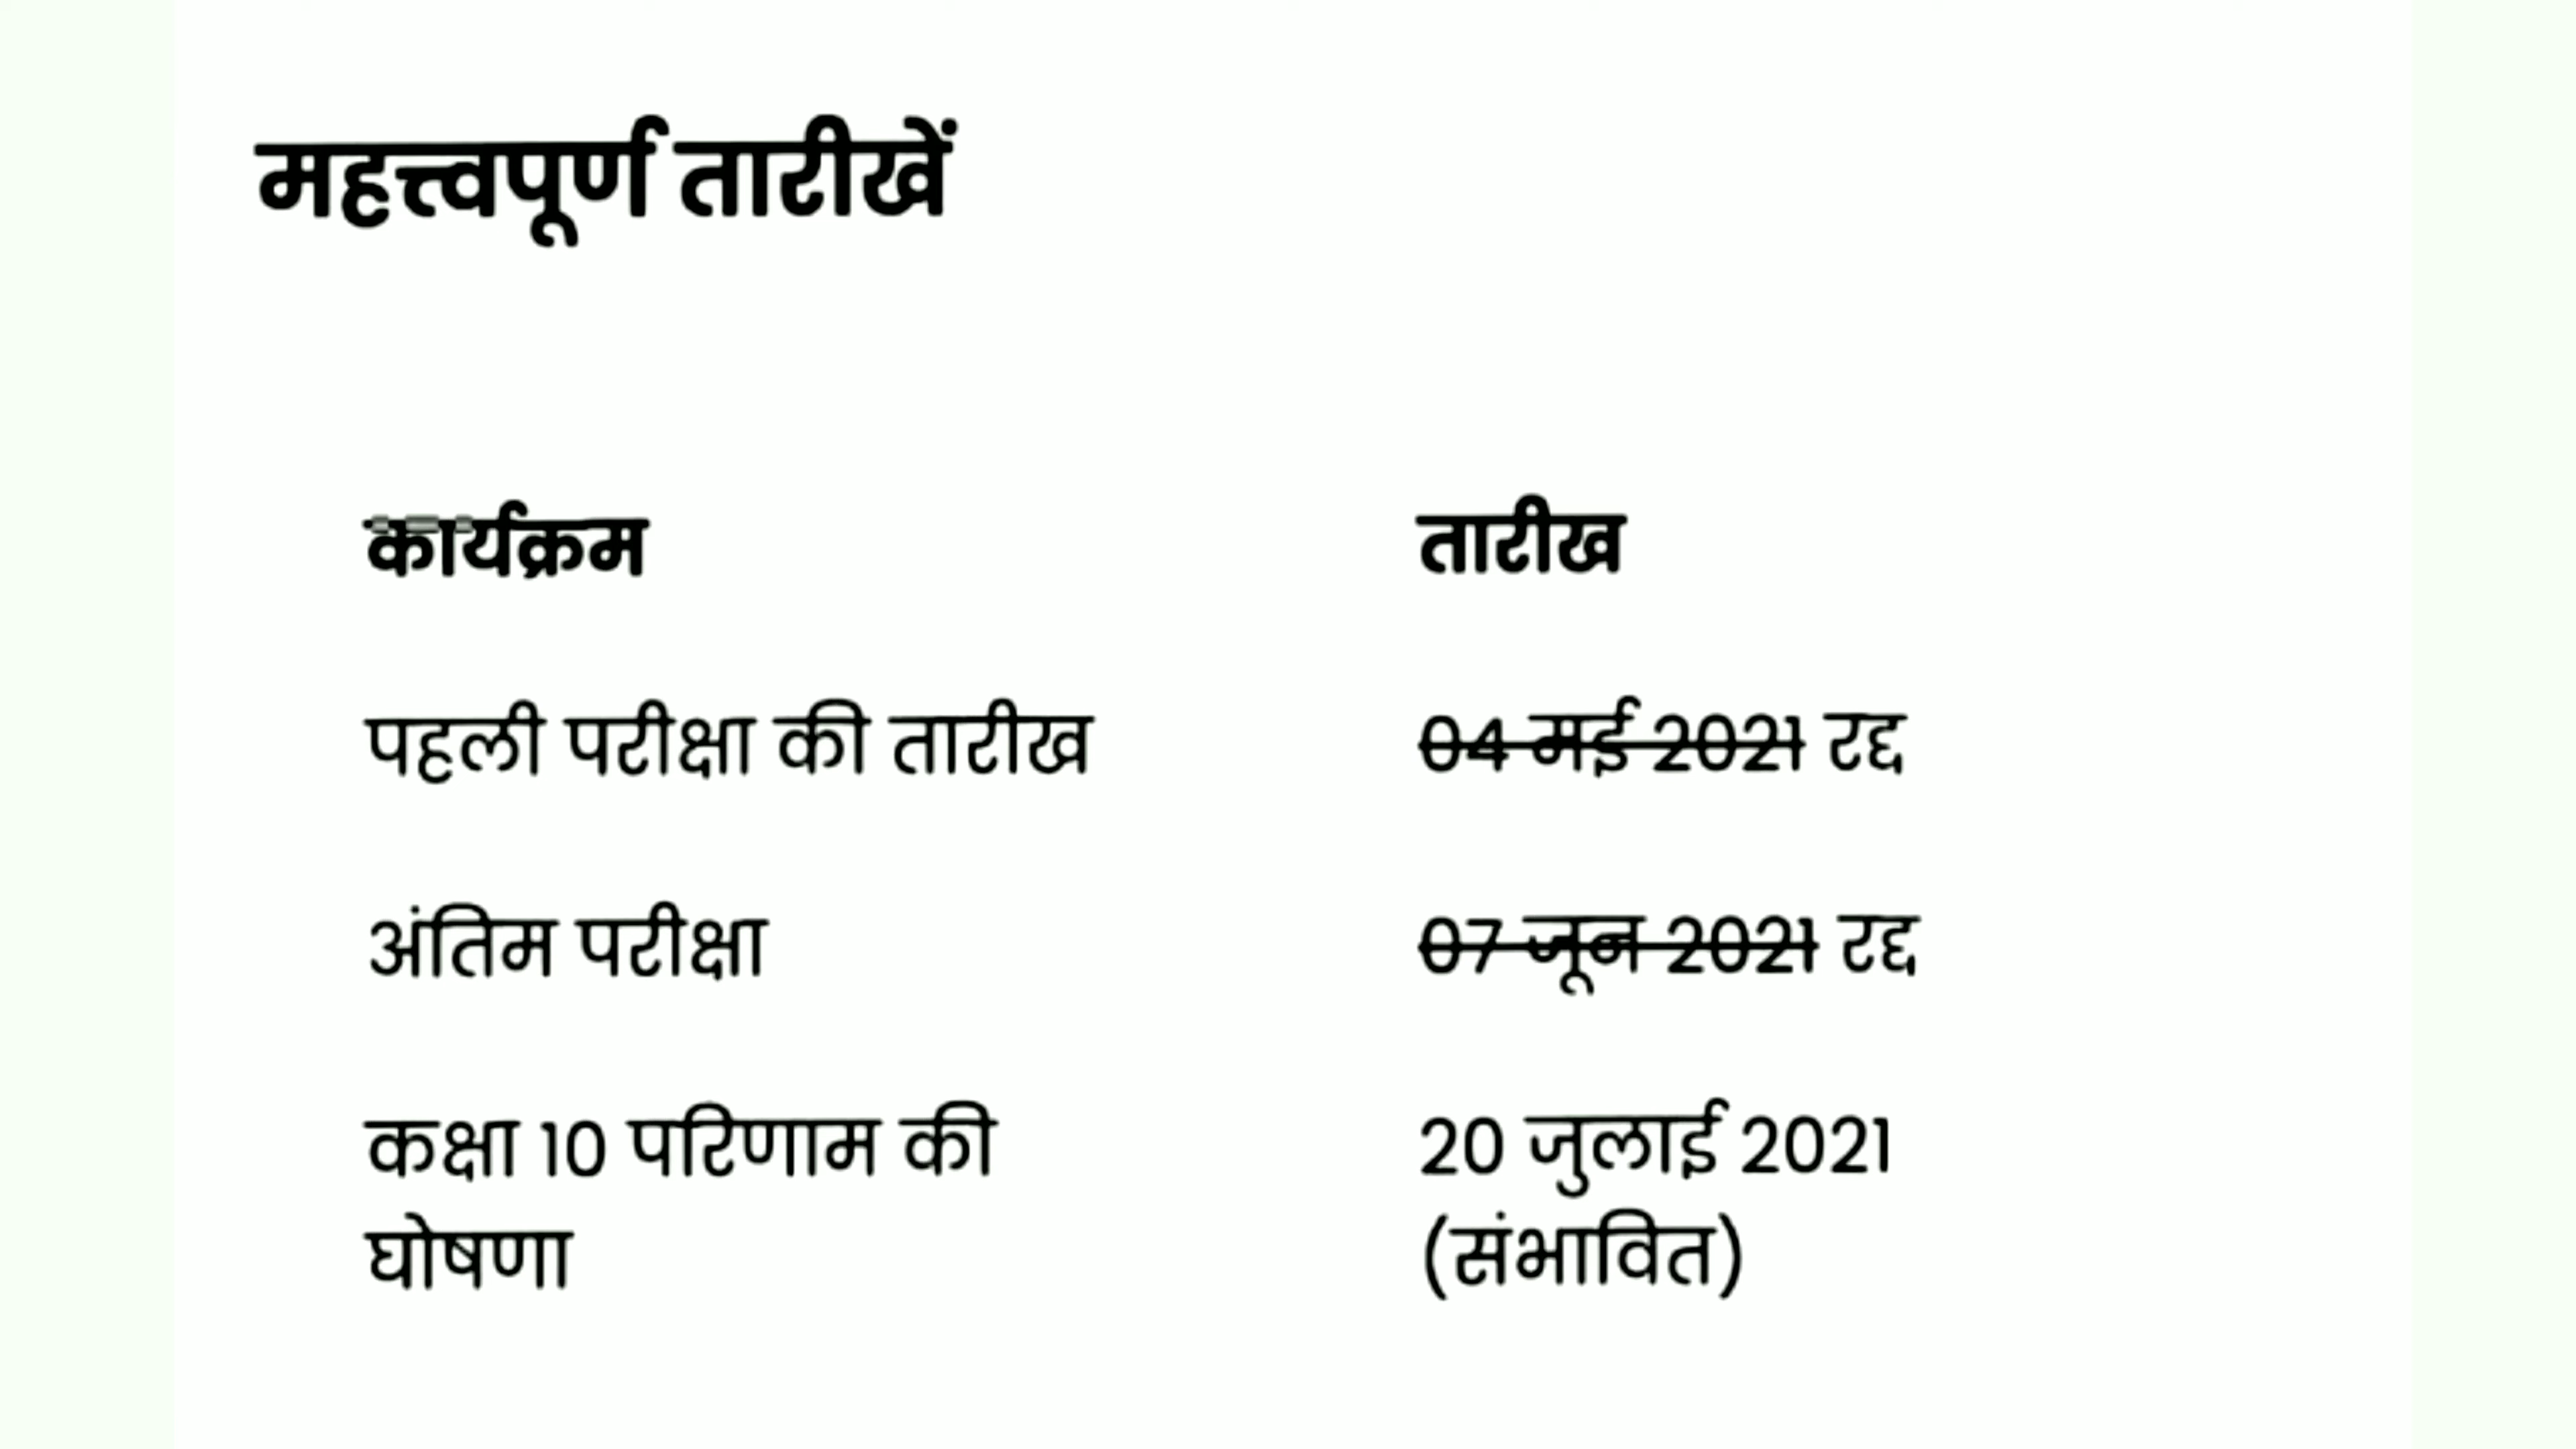 महत्त्वपूर्ण तारीखें
कार्यक्रम तारीख
पहली परीक्षा की तारीख 04 मई 2021 रद्द
अंतिम परीक्षा 07 जून 2021 रद्द
कक्षा 10 परिणाम की 20 जुलाई 2021
घोषणा (संभावित)